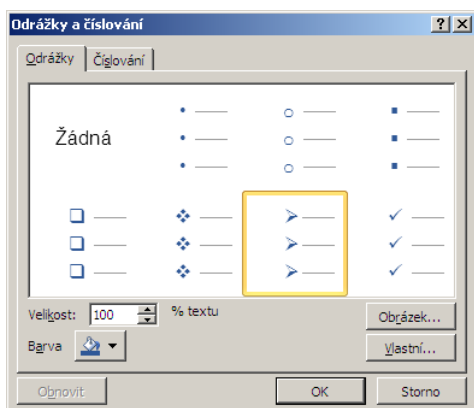 Odrážky a číslování
Odrážky Číslování
Žádná
Velikost: 100 % textu
Obrázek...
Barva
Vlastní...
Obnovit OK Storno